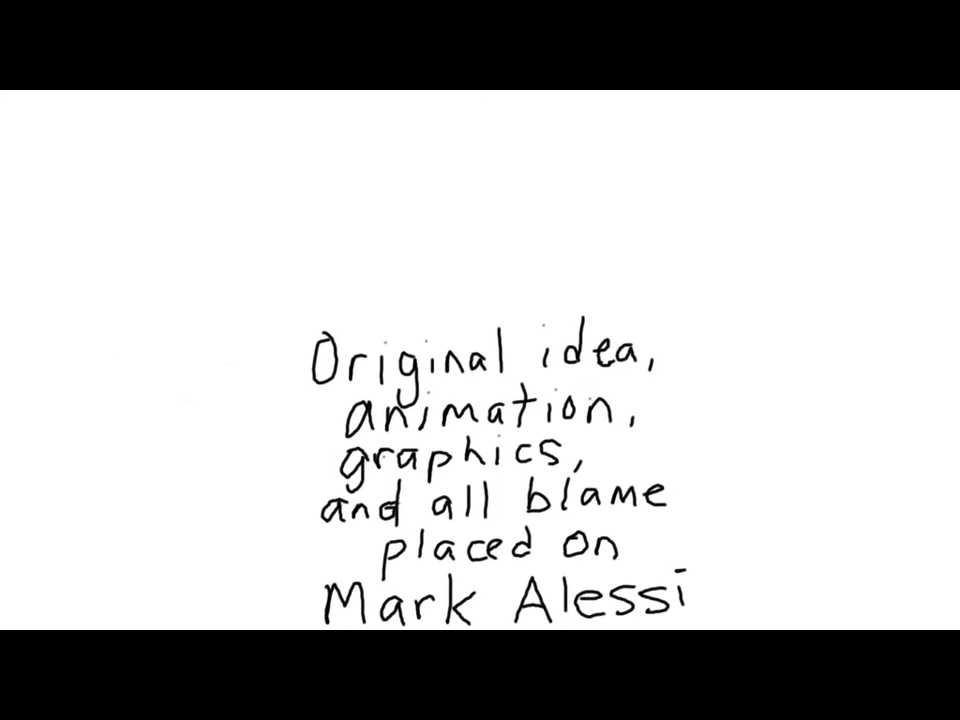 Original idea,
animation,
graphics,
and all blame
placed on
Mark Alessi